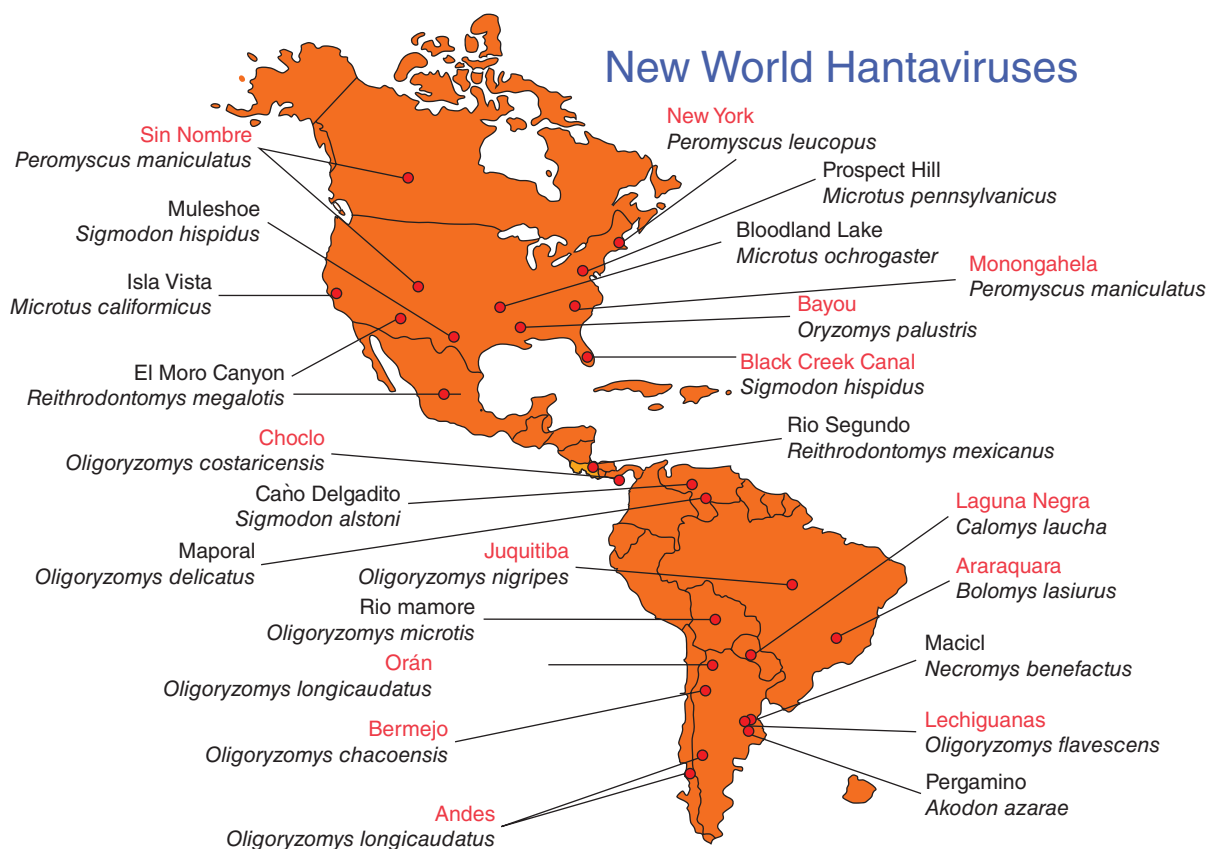 New World Hantaviruses
Sin Nombre
Peromyscus maniculatus
Muleshoe
Sigmodon hispidus
Isla Vista
Microtus califormicus
El Moro Canyon
Reithrodontomys megalotis
Choclo
Oligoryzomys costaricensis
Caǹo Delgadito
Sigmodon alstoni
Maporal
Oligoryzomys delicatus
Juquitiba
Oligoryzomys nigripes
Rio mamore
Oligoryzomys microtis
Orán
Oligoryzomys longicaudatus
Bermejo
Oligoryzomys chacoensis
Andes
Oligoryzomys longicaudatus
New York
Peromyscus leucopus
Prospect Hill
Microtus pennsylvanicus
Bloodland Lake
Microtus ochrogaster
Monongahela
Peromyscus maniculatus
Bayou
Oryzomys palustris
Black Creek Canal
Sigmodon hispidus
Rio Segundo
Reithrodontomys mexicanus
Laguna Negra
Calomys laucha
Araraquara
Bolomys lasiurus
Macicl
Necromys benefactus
Lechiguanas
Oligoryzomys flavescens
Pergamino
Akodon azarae